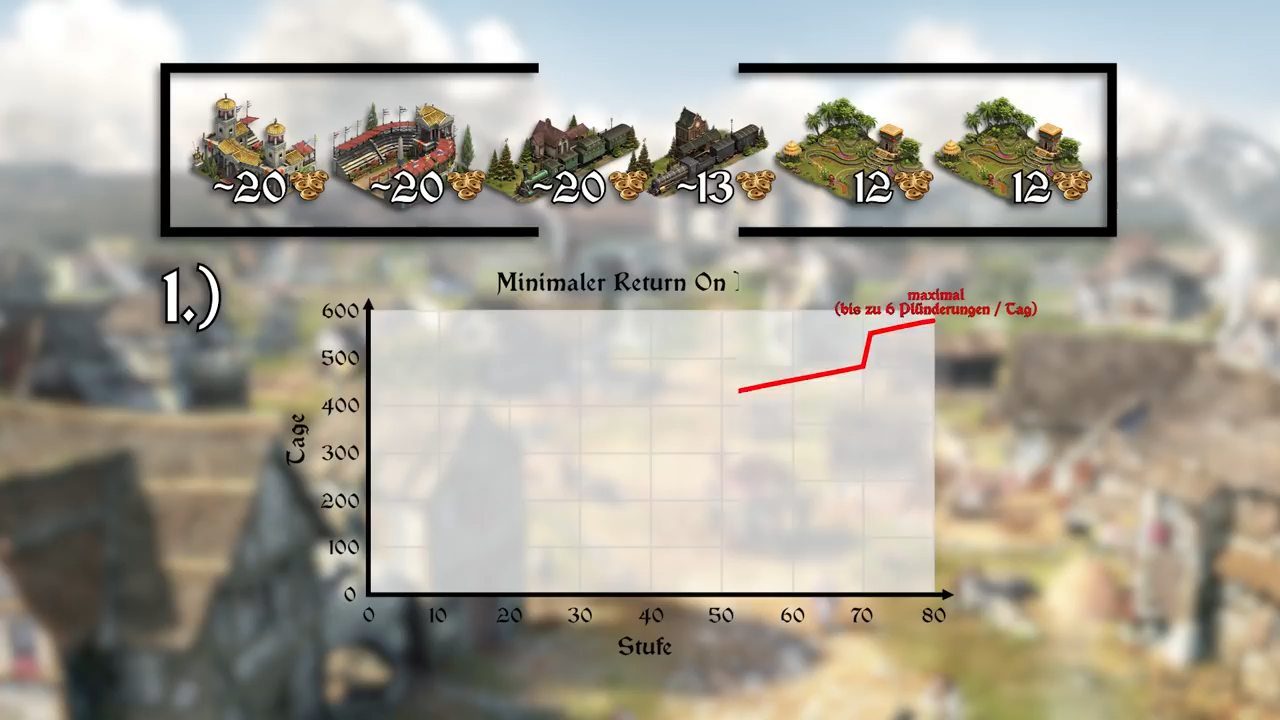 ~20 ~20 ~20 ~13 12 12
1.)
Minimaler Return On
maximal
(bis zu 6 Plünderungen / Tag)
600
500
400
300
200
100
0
Tage
0 10 20 30 40 50 60 70 80
Stufe